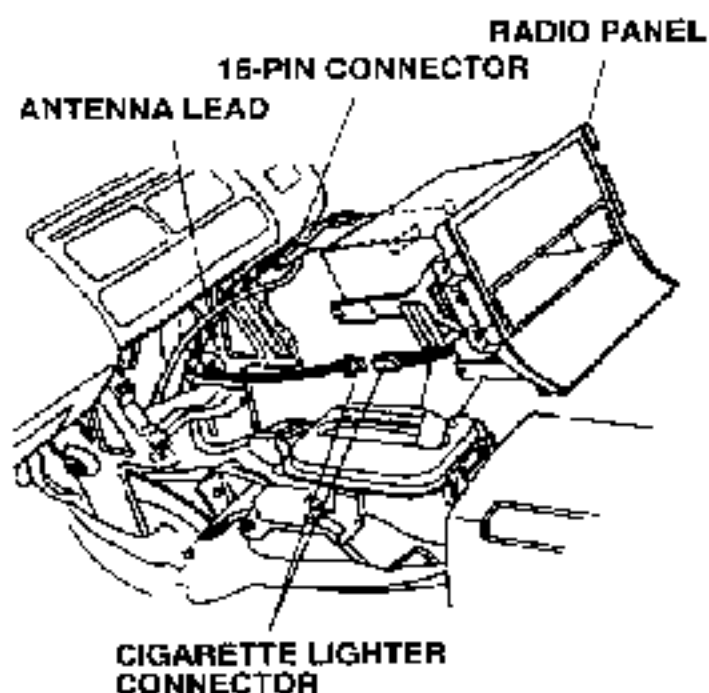 RADIO PANEL
16-PIN CONNECTOR
ANTENNA LEAD
CIGARETTE LIGHTER
CONNECTOR